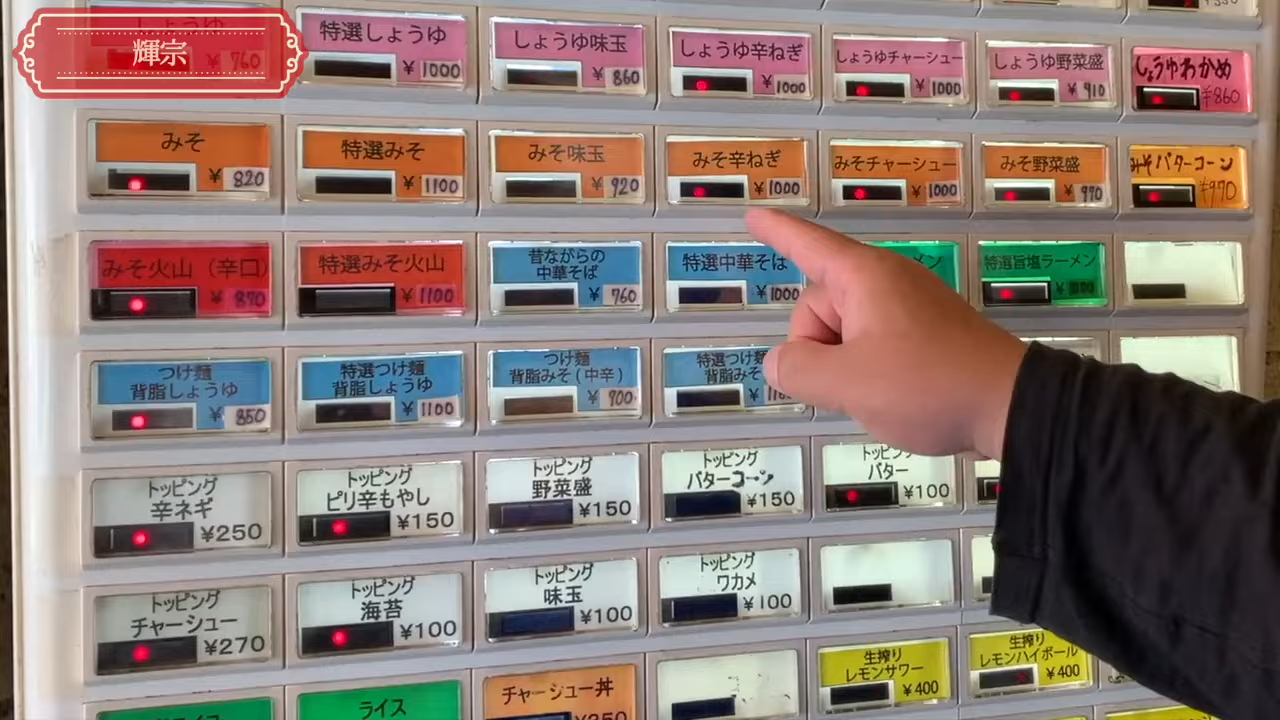 輝宗
しょうゆ
¥760
特選しょうゆ
¥1000
しょうゆ味玉
¥860
しょうゆ辛ねぎ
¥1000
しょうゆチャーシュー
¥1000
しょうゆ野菜盛
¥910
しょうゆわかめ
¥860
みそ
¥820
特選みそ
¥1100
みそ味玉
¥920
みそ辛ねぎ
¥1000
みそチャーシュー
¥1000
みそ野菜盛
¥970
みそバターコーン
¥970
みそ火山(辛口)
¥870
特選みそ火山
¥1100
昔ながらの
中華そば
¥760
特選中華そば
¥1000
特選旨塩ラーメン
つけ麺
背脂しょうゆ
¥850
特選つけ麺
背脂しょうゆ
¥1100
つけ麺
背脂みそ(中辛)
¥900
特選つけ麺
背脂みそ
トッピング
辛ネギ
¥250
トッピング
ピリ辛もやし
¥150
トッピング
野菜盛
¥150
トッピング
バターコーン
¥150
トッピング
バター
¥100
トッピング
チャーシュー
¥270
トッピング
海苔
¥100
トッピング
味玉
¥100
トッピング
ワカメ
¥100
生搾り
レモンサワー
¥400
生搾り
レモンハイボール
¥400
ライス
チャーシュー丼